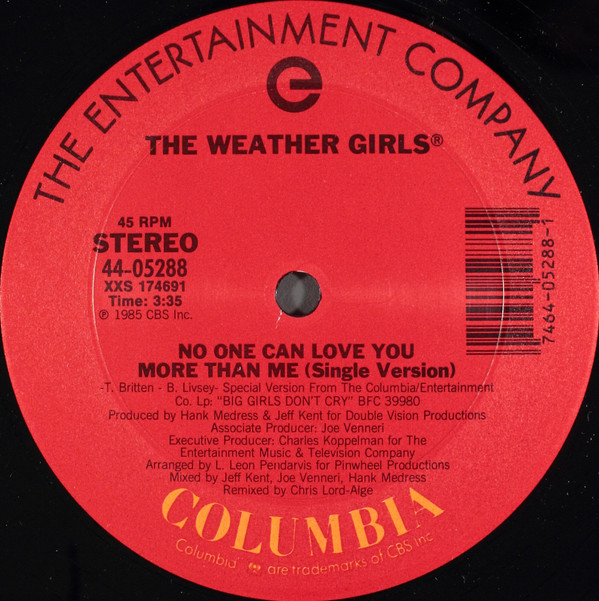 THE ENTERTAINMENT COMPANY
e
THE WEATHER GIRLS®
45 RPM
STEREO
44-05288
XXS 174691
Time: 3:35
℗ 1985 CBS Inc.
7464-05288-1
NO ONE CAN LOVE YOU
MORE THAN ME (Single Version)
-T. Britten - B. Livsey- Special Version From The Columbia/Entertainment
Co. Lp: "BIG GIRLS DON'T CRY" BFC 39980
Produced by Hank Medress & Jeff Kent for Double Vision Productions
Associate Producer: Joe Venneri
Executive Producer: Charles Koppelman for The
Entertainment Music & Television Company
Arranged by L. Leon Pendarvis for Pinwheel Productions
Mixed by Jeff Kent, Joe Venneri, Hank Medress
Remixed by Chris Lord-Alge
COLUMBIA
Columbia are trademarks of CBS Inc